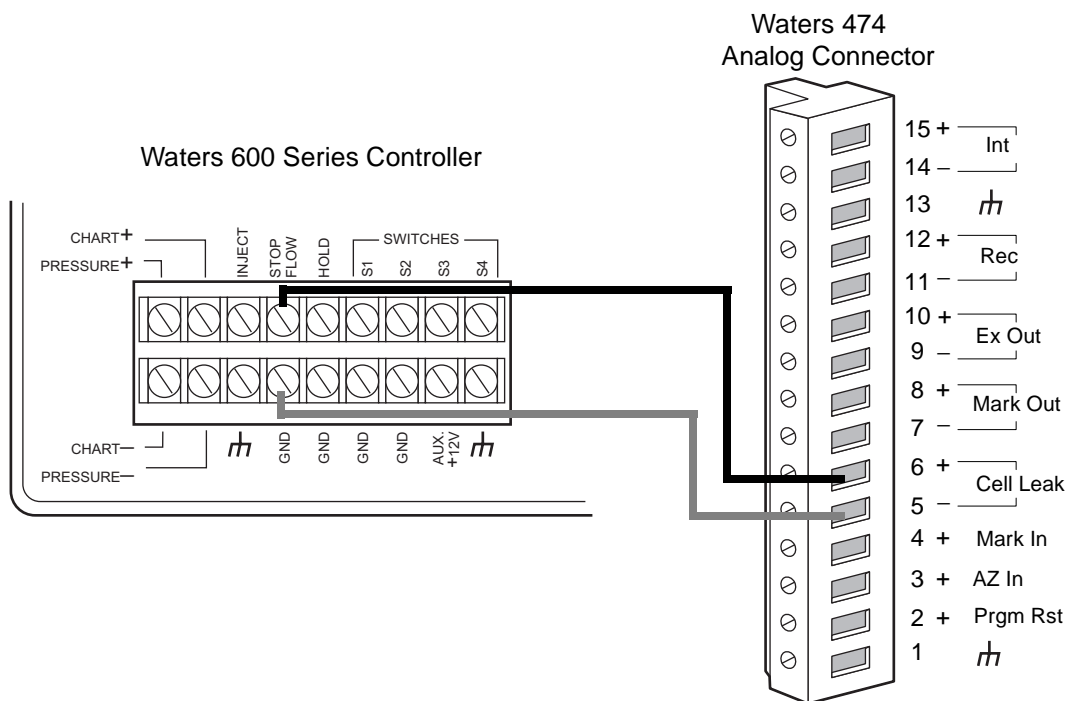 Waters 474
Analog Connector
Waters 600 Series Controller
CHART+
PRESSURE+
INJECT
STOP
FLOW
HOLD
SWITCHES
S1
S2
S3
S4
CHART—
PRESSURE—
GND
GND
GND
GND
AUX.
+12V
15 +
Int
14 –
13
12 +
Rec
11 –
10 +
Ex Out
9 –
8 +
Mark Out
7 –
6 +
Cell Leak
5 –
4 + Mark In
3 + AZ In
2 + Prgm Rst
1